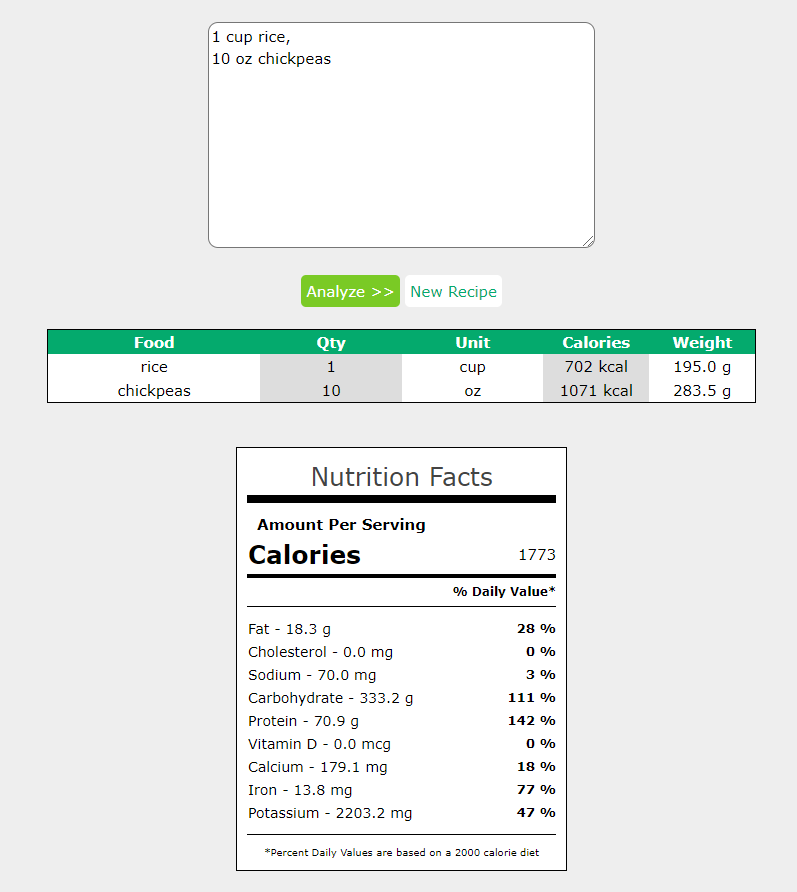 1 cup rice,
10 oz chickpeas
Analyze >> New Recipe
Food Qty Unit Calories Weight
rice 1 cup 702 kcal 195.0 g
chickpeas 10 oz 1071 kcal 283.5 g
Nutrition Facts
Amount Per Serving
Calories 1773
% Daily Value*
Fat - 18.3 g 28 %
Cholesterol - 0.0 mg 0 %
Sodium - 70.0 mg 3 %
Carbohydrate - 333.2 g 111 %
Protein - 70.9 g 142 %
Vitamin D - 0.0 mcg 0 %
Calcium - 179.1 mg 18 %
Iron - 13.8 mg 77 %
Potassium - 2203.2 mg 47 %
*Percent Daily Values are based on a 2000 calorie diet